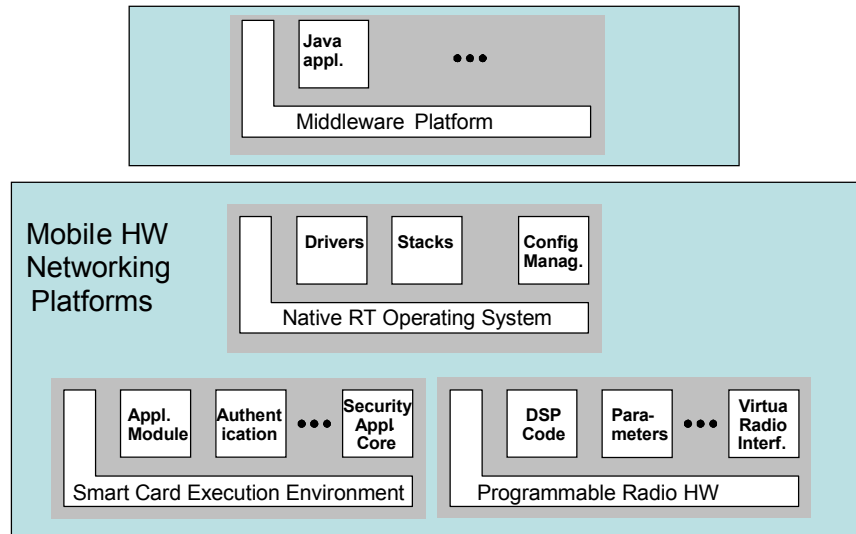 Java
appl.
•••
Middleware Platform
Mobile HW
Networking
Platforms
Drivers
Stacks
Config
Manag.
Native RT Operating System
Appl.
Module
Authent
ication
•••
Security
Appl.
Core
Smart Card Execution Environment
DSP
Code
Para-
meters
•••
Virtua
Radio
Interf.
Programmable Radio HW